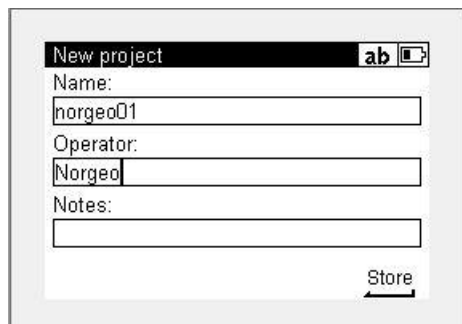 New project ab
Name:
norgeo01
Operator:
Norgeo
Notes:
Store